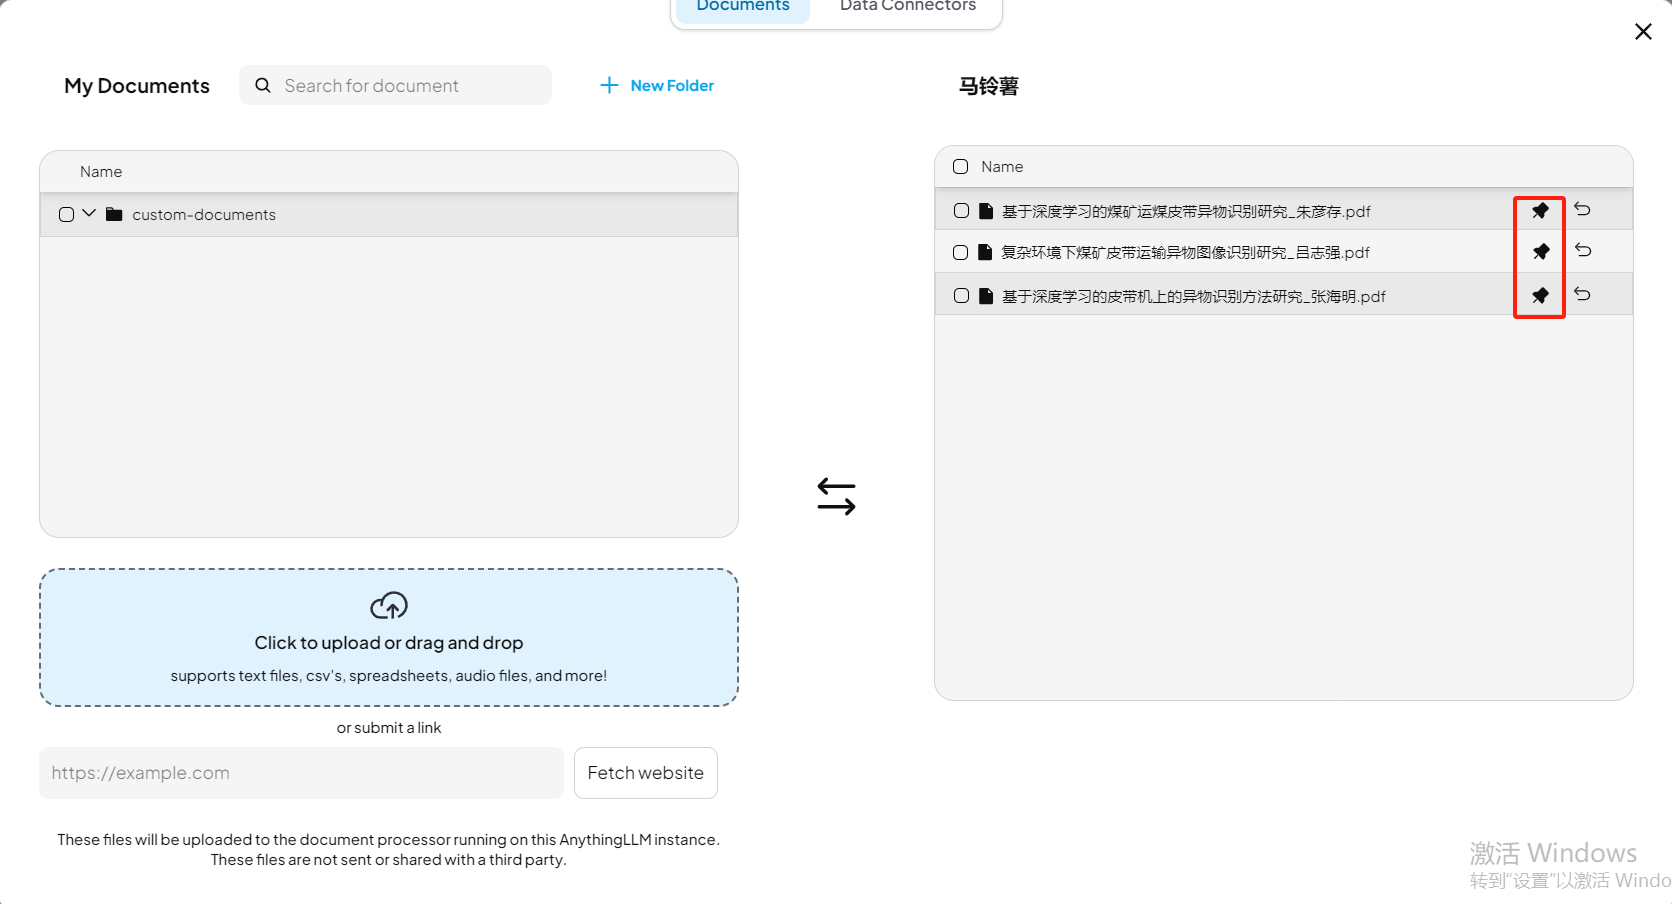 Documents
Data Connectors
My Documents
Search for document
New Folder
马铃薯
Name
custom-documents
Name
基于深度学习的煤矿运煤皮带异物识别研究_朱彦存.pdf
复杂环境下煤矿皮带运输异物图像识别研究_吕志强.pdf
基于深度学习的皮带机上的异物识别方法研究_张海明.pdf
Click to upload or drag and drop
supports text files, csv's, spreadsheets, audio files, and more!
or submit a link
https://example.com
Fetch website
These files will be uploaded to the document processor running on this AnythingLLM instance.
These files are not sent or shared with a third party.
激活 Windows
转到"设置"以激活 Windo